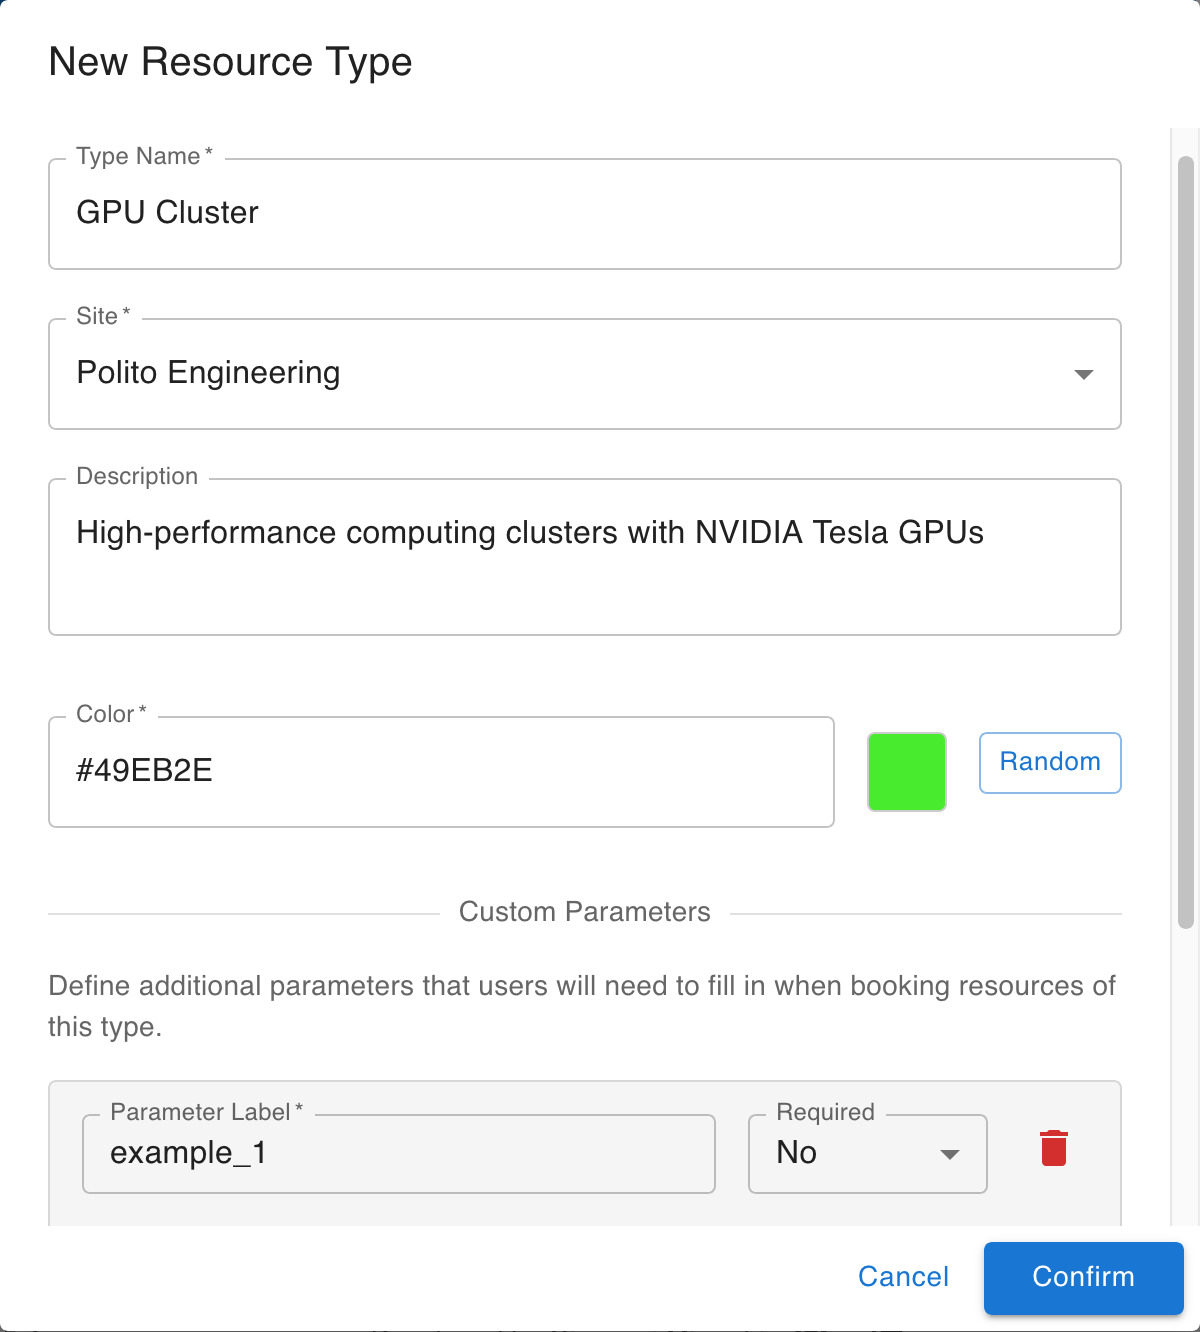 New Resource Type
Type Name *
GPU Cluster
Site *
Polito Engineering
Description
High-performance computing clusters with NVIDIA Tesla GPUs
Color *
#49EB2E
Random
Custom Parameters
Define additional parameters that users will need to fill in when booking resources of
this type.
Parameter Label *
example_1
Required
No
Cancel
Confirm